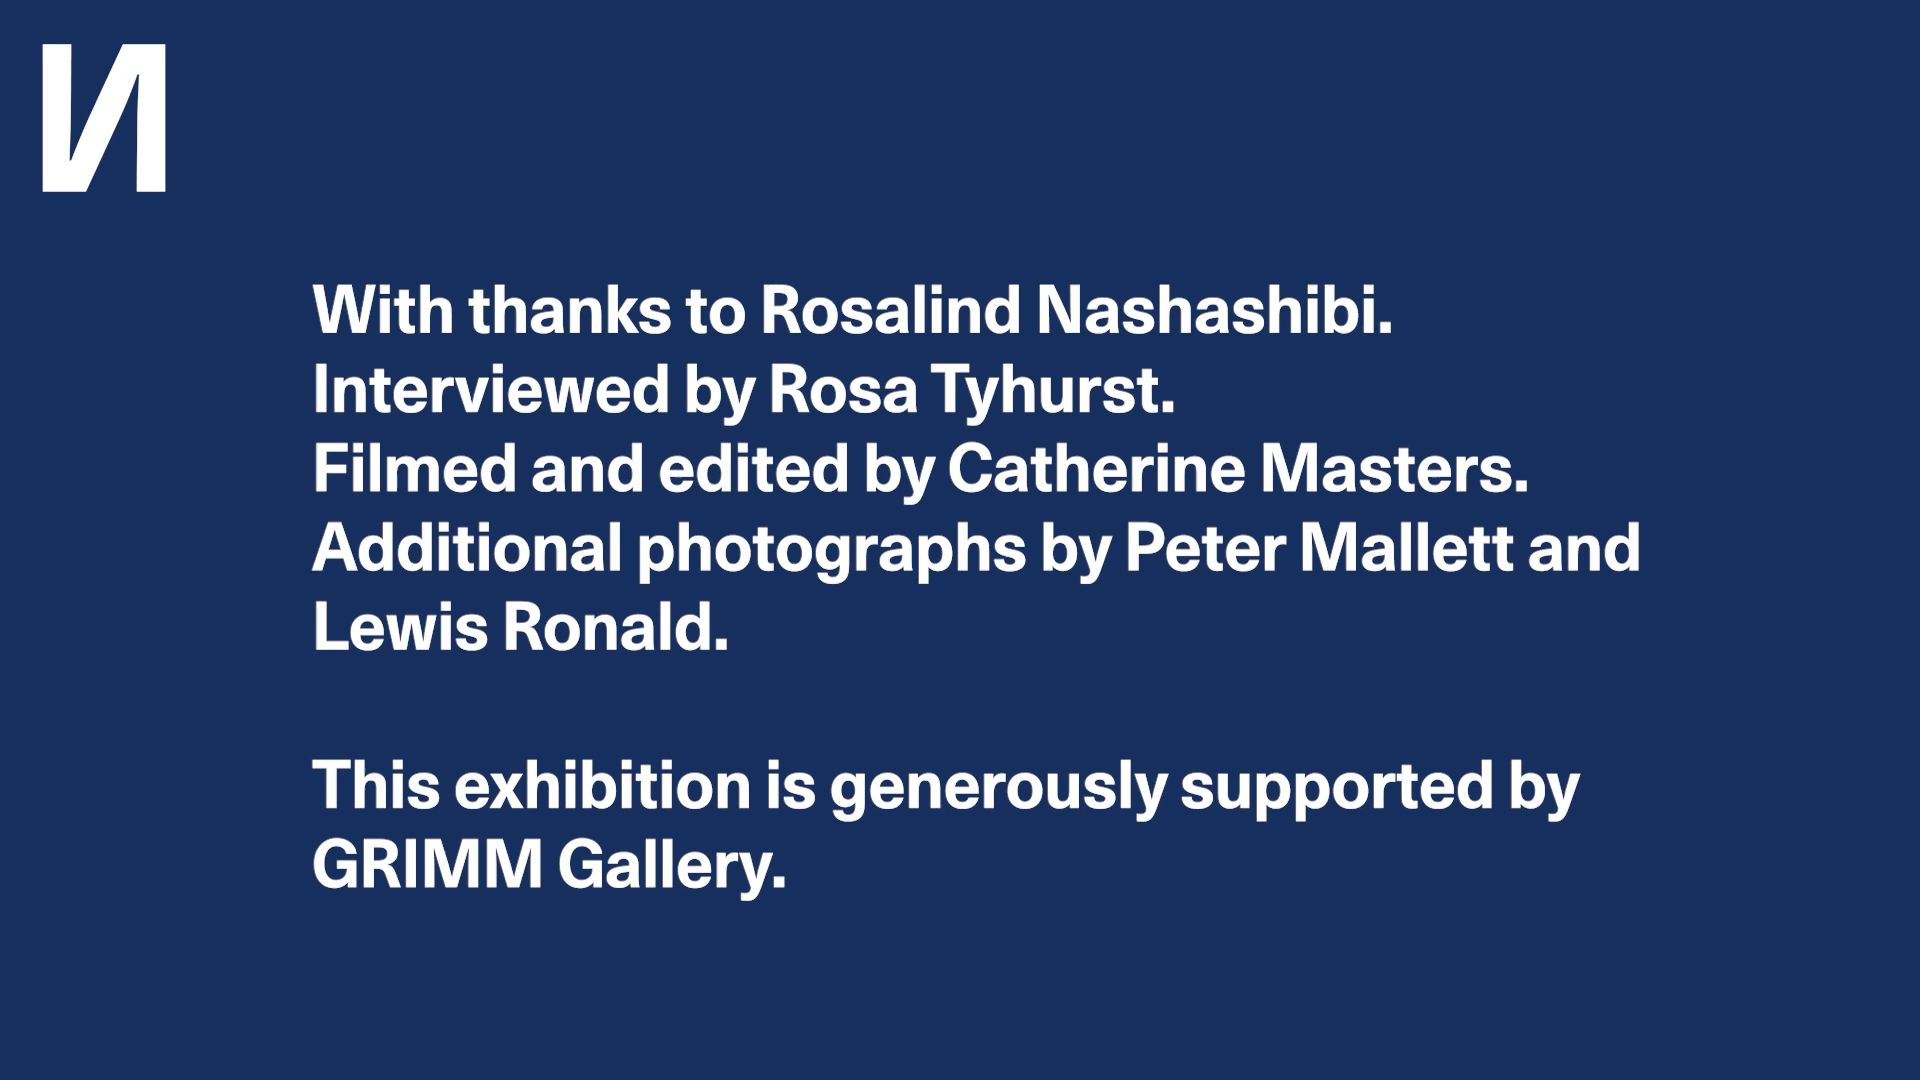 И
With thanks to Rosalind Nashashibi.
Interviewed by Rosa Tyhurst.
Filmed and edited by Catherine Masters.
Additional photographs by Peter Mallett and
Lewis Ronald.
This exhibition is generously supported by
GRIMM Gallery.